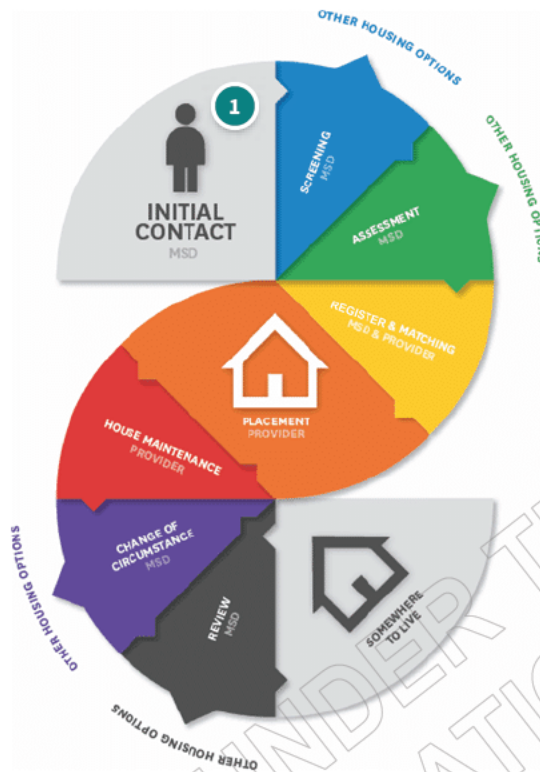 OTHER HOUSING OPTIONS
1
INITIAL
CONTACT
MSD
SCREENING
MSD
OTHER HOUSING OPTIONS
ASSESSMENT
MSD
REGISTER & MATCHING
MSD & PROVIDER
PLACEMENT
PROVIDER
HOUSE MAINTENANCE
PROVIDER
CHANGE OF
CIRCUMSTANCE
MSD
OTHER HOUSING OPTIONS
REVIEW
MSD
OTHER HOUSING OPTIONS
SOMEWHERE
TO LIVE
UNDER T